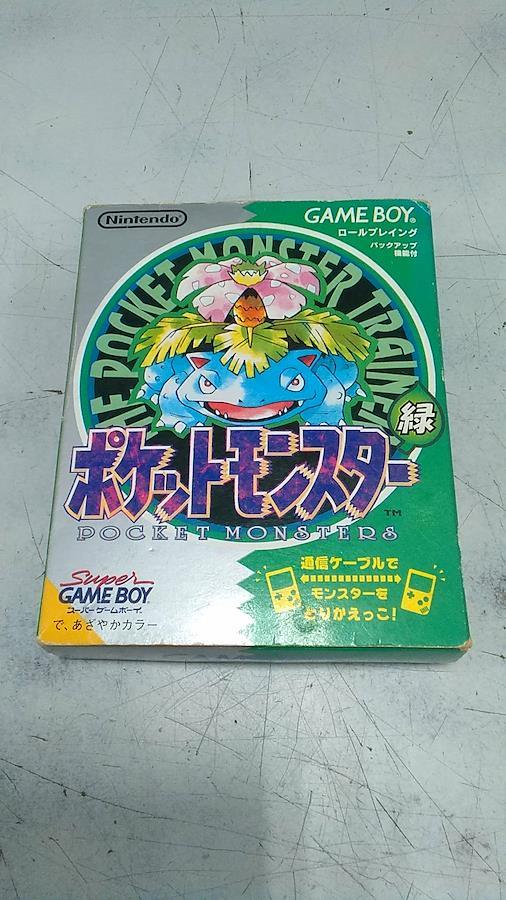 Nintendo
GAME BOY
ロールプレイング
バックアップ
機能付
POCKET MONSTER TRAINER
緑
ポケットモンスター
TM
POCKET MONSTERS
通信ケーブルで
モンスターを
とりかえっこ!
Super
GAME BOY
スーパーゲームボーイ
で、あざやかカラー